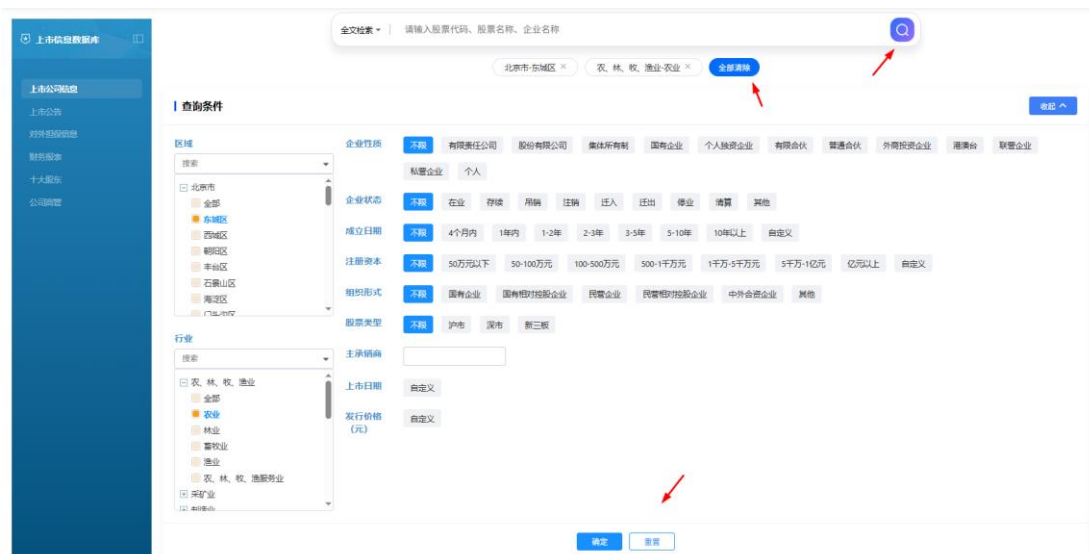 上市信息数据库
全文检索
请输入股票代码、股票名称、企业名称
北京市-东城区 ×
农、林、牧、渔业-农业 ×
全部清除
上市公司信息
上市公告
对外担保信息
财务报表
十大股东
公司高管
查询条件
收起
区域
搜索
北京市
全部
东城区
西城区
朝阳区
丰台区
石景山区
海淀区
门头沟区
行业
搜索
农、林、牧、渔业
全部
农业
林业
畜牧业
渔业
农、林、牧、渔服务业
采矿业
制造业
企业性质 不限 有限责任公司 股份有限公司 集体所有制 国有企业 个人独资企业 有限合伙 普通合伙 外商投资企业 港澳台 联营企业
私营企业 个人
企业状态 不限 在业 存续 吊销 注销 迁入 迁出 停业 清算 其他
成立日期 不限 4个月内 1年内 1-2年 2-3年 3-5年 5-10年 10年以上 自定义
注册资本 不限 50万元以下 50-100万元 100-500万元 500-1千万元 1千万-5千万元 5千万-1亿元 亿元以上 自定义
组织形式 不限 国有企业 国有相对控股企业 民营企业 民营相对控股企业 中外合资企业 其他
股票类型 不限 沪市 深市 新三板
主承销商
上市日期 自定义
发行价格 自定义
(元)
确定 重置